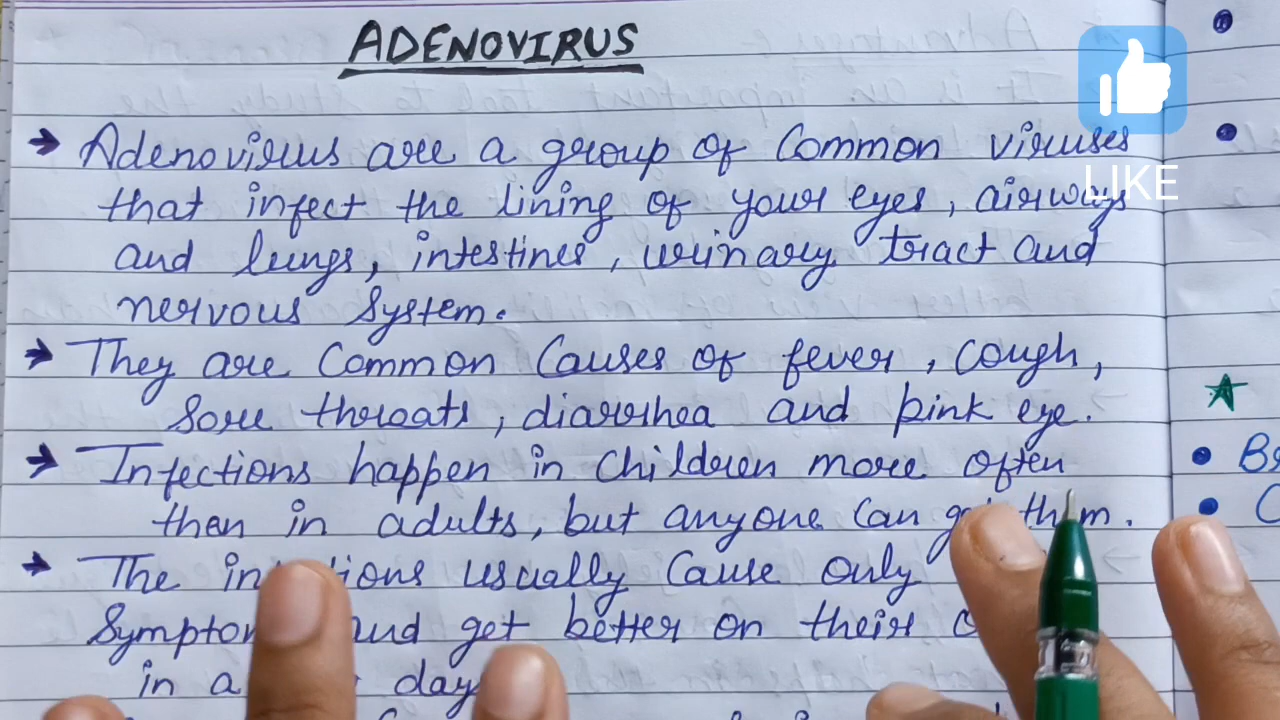 ADENOVIRUS
Adenovirus are a group of Common viruses
that infect the lining of your eyes, airways
LIKE
and lungs, intestines, urinary tract and
nervous System.
They are Common Causes of fever, cough,
Sore throats, diarrhea and pink eye.
Infections happen in children more often
then in adults, but anyone Can get them.
The usually Cause only
and get better on their
in a